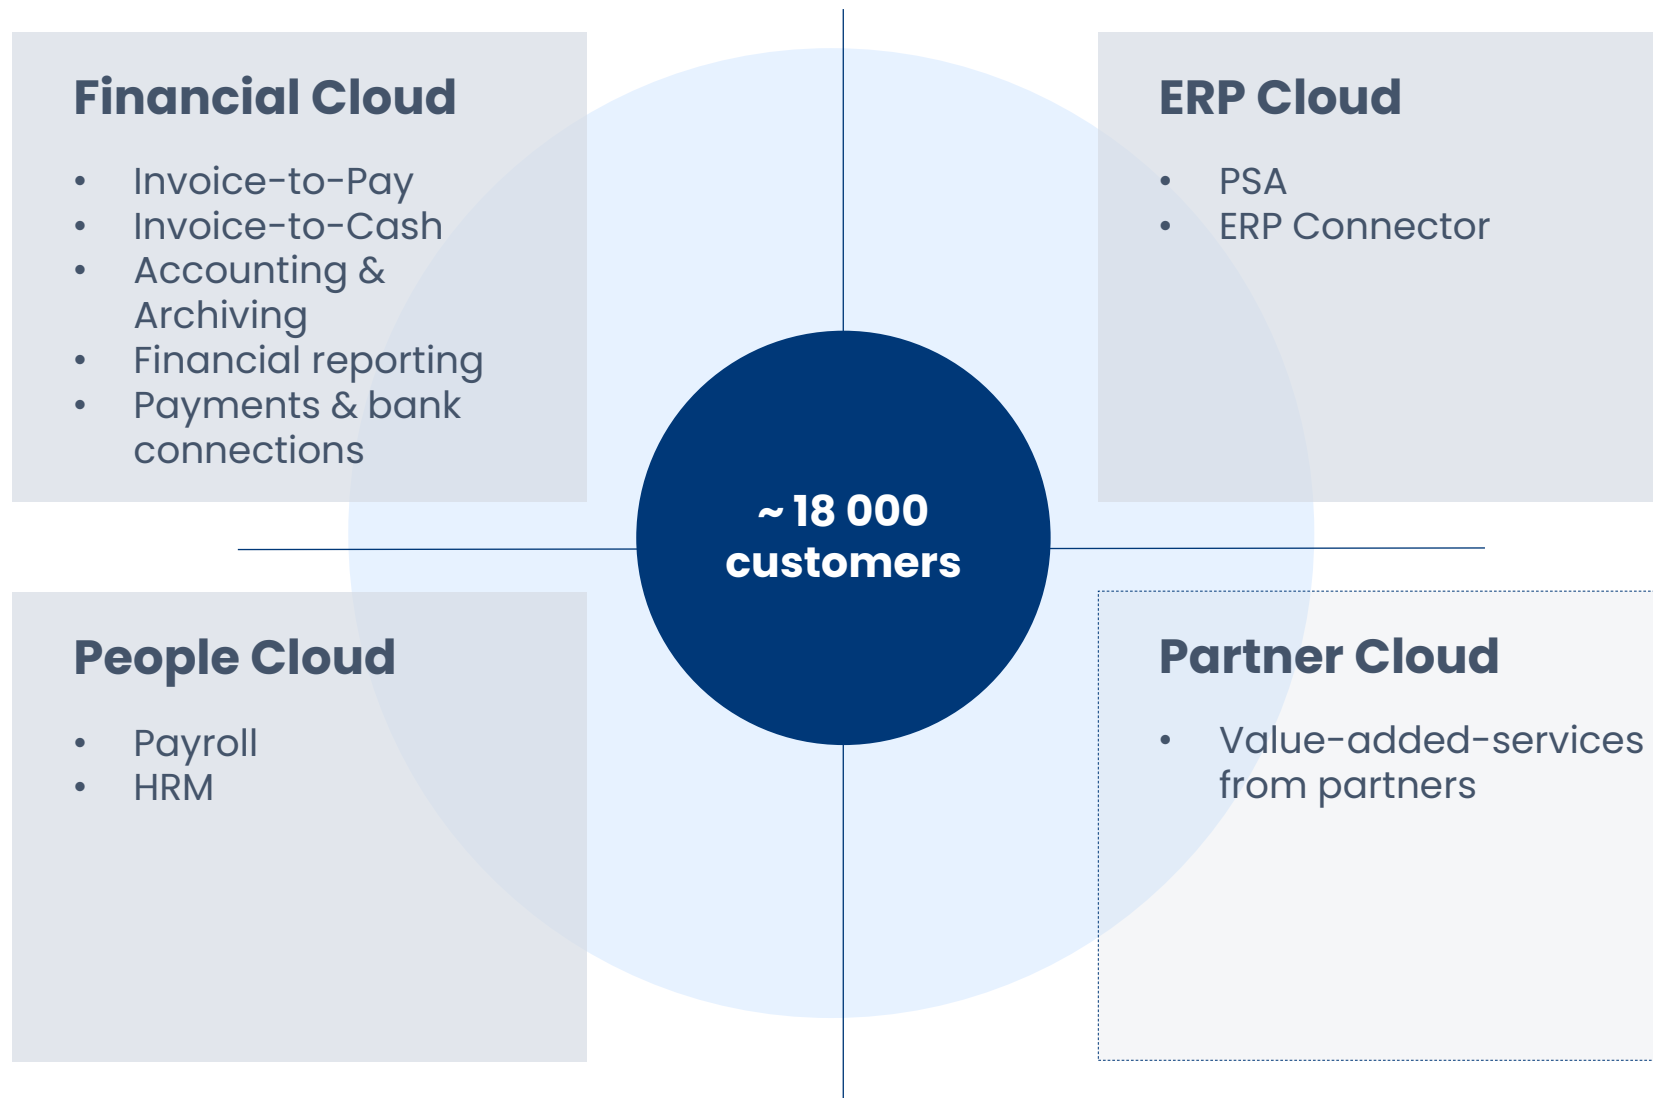 Financial Cloud
• Invoice-to-Pay
• Invoice-to-Cash
• Accounting &
Archiving
• Financial reporting
• Payments & bank
connections
ERP Cloud
• PSA
• ERP Connector
~ 18 000
customers
People Cloud
• Payroll
• HRM
Partner Cloud
• Value-added-services
from partners